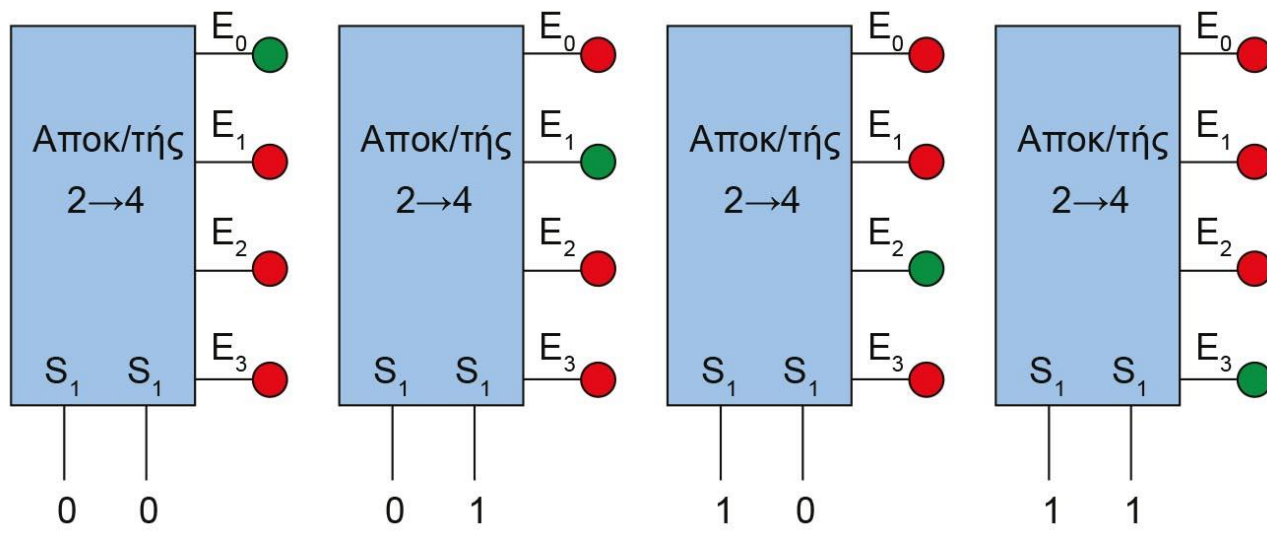 E₀ E₀ E₀ E₀
Αποκ/τής E₁ Αποκ/τής E₁ Αποκ/τής E₁ Αποκ/τής E₁
2→4 2→4 2→4 2→4
E₂ E₂ E₂ E₂
S₁ S₁ E₃ S₁ S₁ E₃ S₁ S₁ E₃ S₁ S₁ E₃
0 0 0 1 1 0 1 1